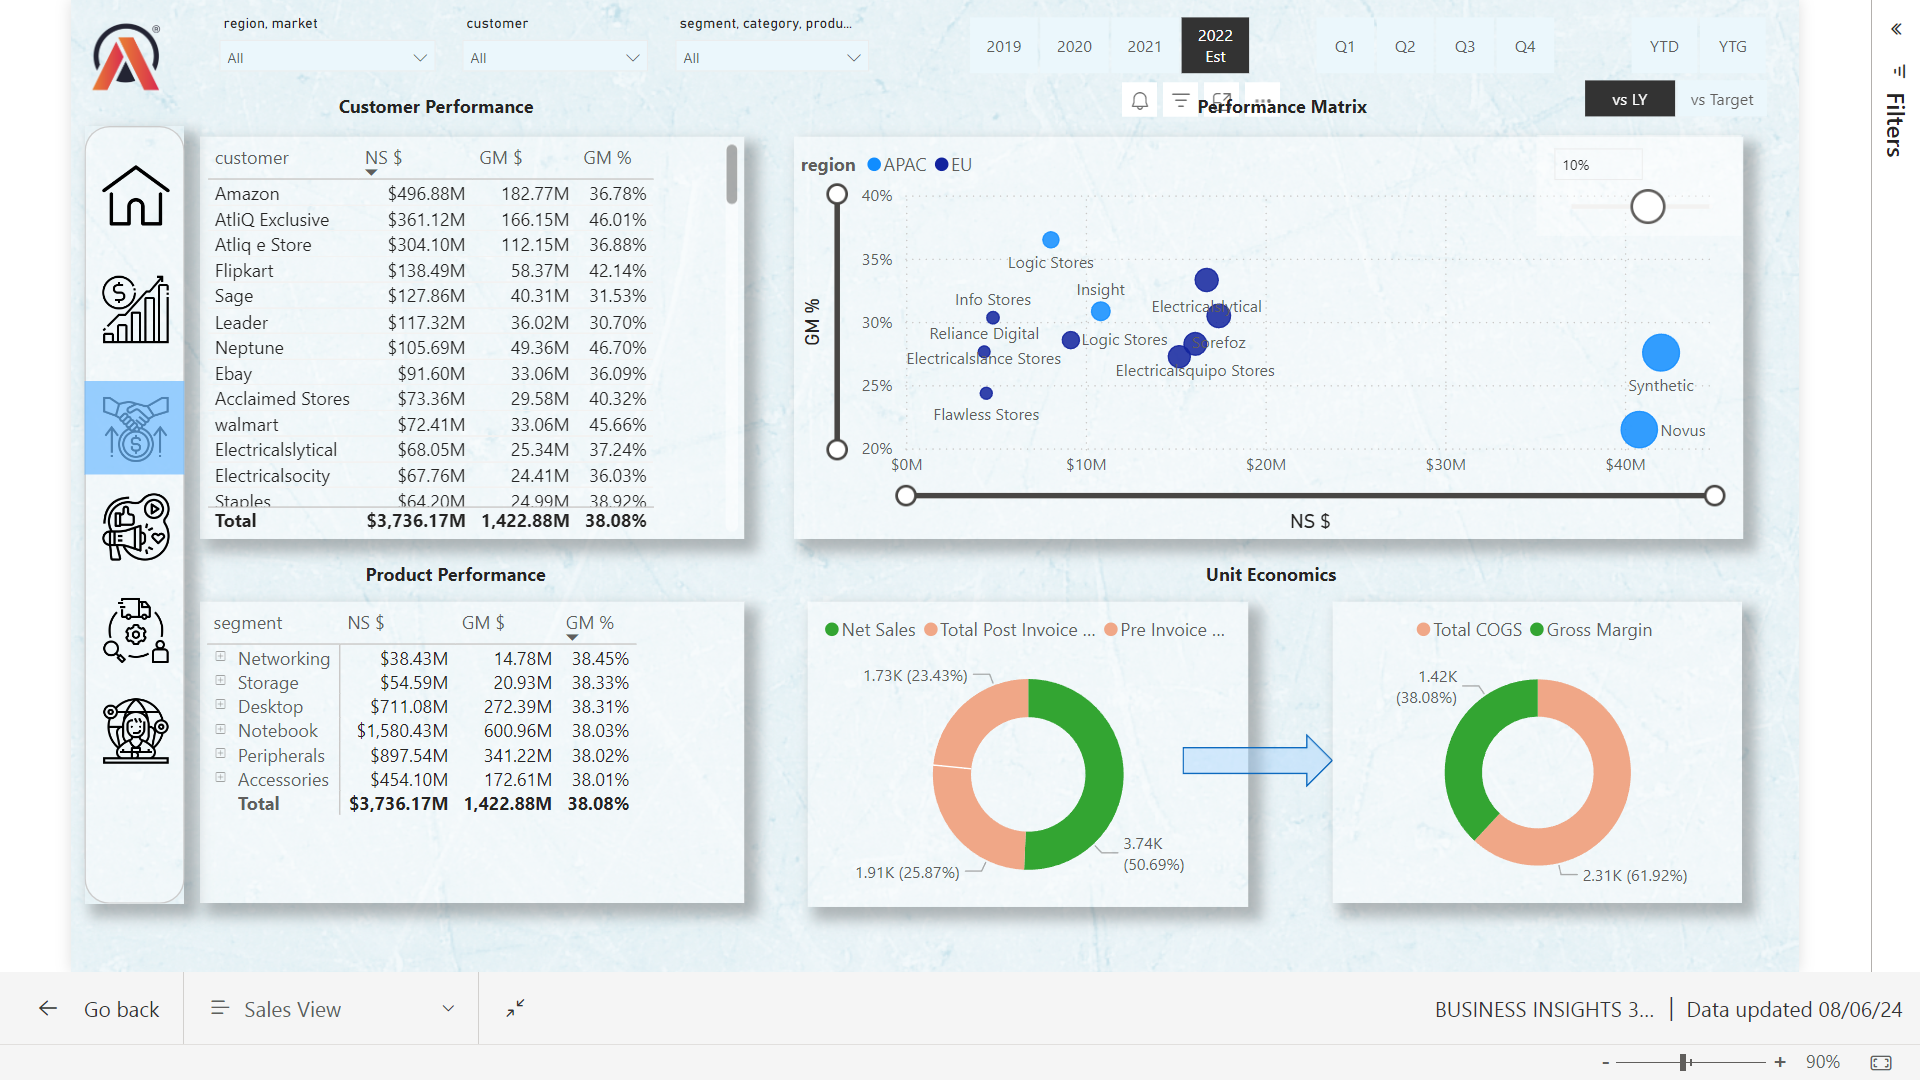 region, market
All
customer
All
segment, category, produ...
All
2019
2020
2021
2022
Est
Q1
Q2
Q3
Q4
YTD
YTG
vs LY
vs Target
Filters
Customer Performance
customer NS $ GM $ GM %
Amazon $496.88M 182.77M 36.78%
AtliQ Exclusive $361.12M 166.15M 46.01%
Atliq e Store $304.10M 112.15M 36.88%
Flipkart $138.49M 58.37M 42.14%
Sage $127.86M 40.31M 31.53%
Leader $117.32M 36.02M 30.70%
Neptune $105.69M 49.36M 46.70%
Ebay $91.60M 33.06M 36.09%
Acclaimed Stores $73.36M 29.58M 40.32%
walmart $72.41M 33.06M 45.66%
Electricalslytical $68.05M 25.34M 37.24%
Electricalsocity $67.76M 24.41M 36.03%
Staples $64.20M 24.99M 38.92%
Total $3,736.17M 1,422.88M 38.08%
Performance Matrix
region APAC EU
10%
GM %
40%
35%
30%
25%
20%
Logic Stores
Insight
Info Stores
Electricalslytical
Reliance Digital
Logic Stores
Sorefoz
Electricalsquipo Stores
Flawless Stores
Synthetic
Novus
$0M
$10M
$20M
$30M
$40M
NS $
Product Performance
segment NS $ GM $ GM %
Networking $38.43M 14.78M 38.45%
Storage $54.59M 20.93M 38.33%
Desktop $711.08M 272.39M 38.31%
Notebook $1,580.43M 600.96M 38.03%
Peripherals $897.54M 341.22M 38.02%
Accessories $454.10M 172.61M 38.01%
Total $3,736.17M 1,422.88M 38.08%
Unit Economics
Net Sales Total Post Invoice ... Pre Invoice ...
1.73K (23.43%)
3.74K
(50.69%)
1.91K (25.87%)
Total COGS Gross Margin
1.42K
(38.08%)
2.31K (61.92%)
Go back
Sales View
BUSINESS INSIGHTS 3... | Data updated 08/06/24
- + 90%